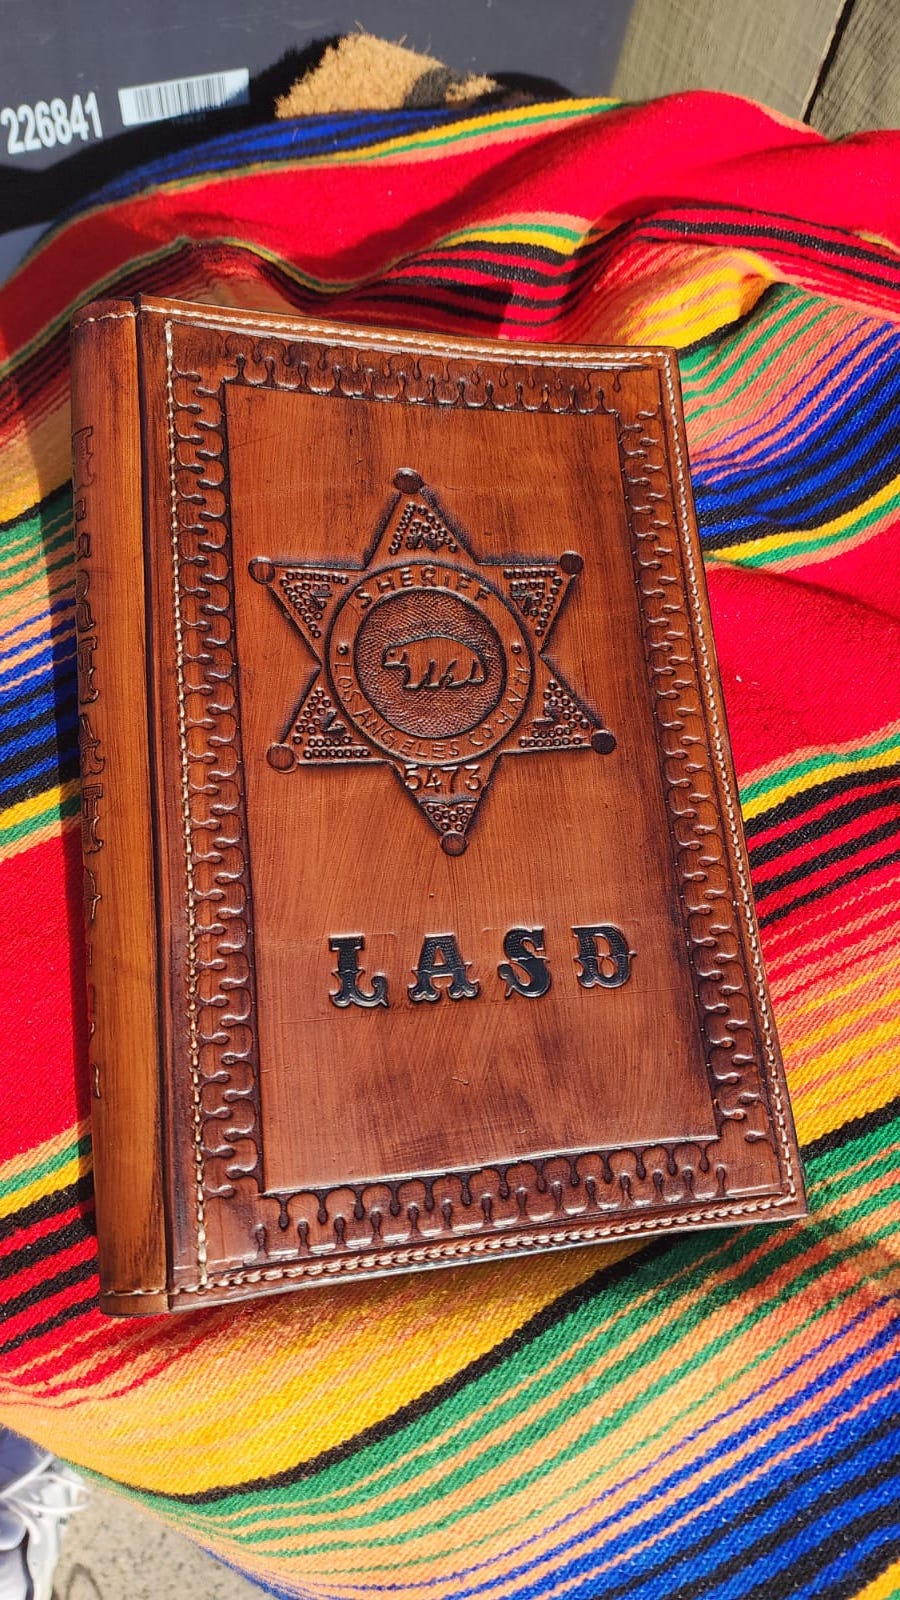 226841
SHERIFF
LOS ANGELES COUNTY
5473
LASD